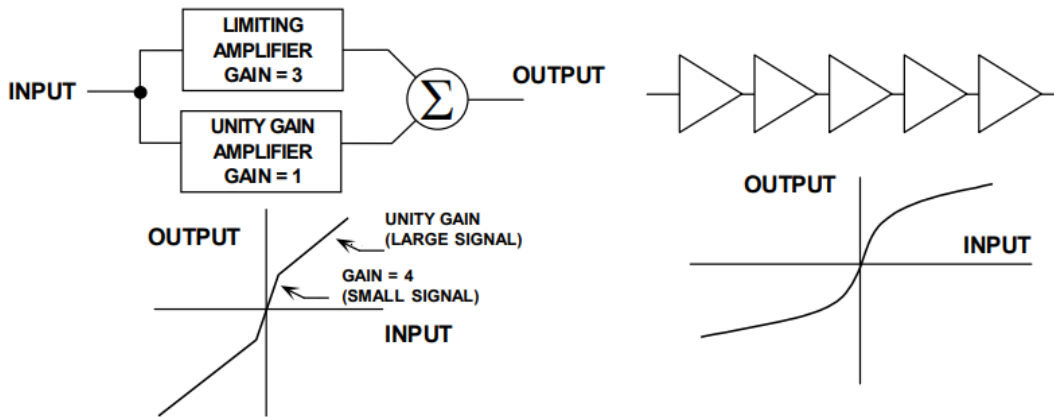 LIMITING
AMPLIFIER
GAIN = 3
INPUT
OUTPUT
Σ
UNITY GAIN
AMPLIFIER
GAIN = 1
OUTPUT
UNITY GAIN
(LARGE SIGNAL)
GAIN = 4
(SMALL SIGNAL)
INPUT
OUTPUT
INPUT